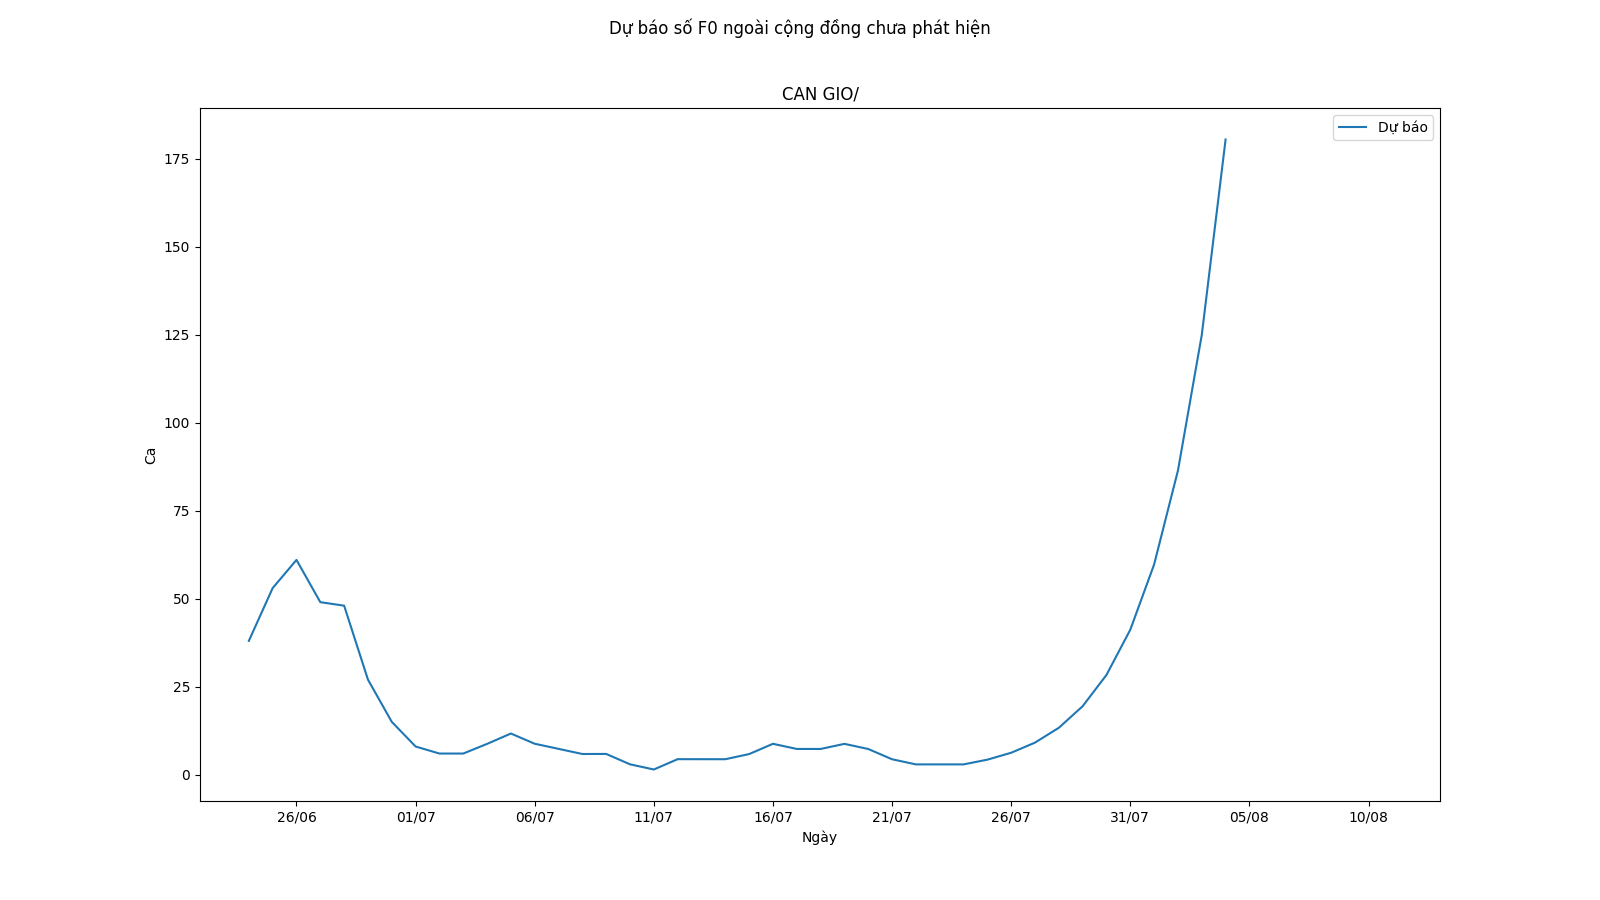 Dự báo số F0 ngoài cộng đồng chưa phát hiện
CAN GIO/
Dự báo
175
150
125
100
75
50
25
0
Ca
26/06 01/07 06/07 11/07 16/07 21/07 26/07 31/07 05/08 10/08
Ngày